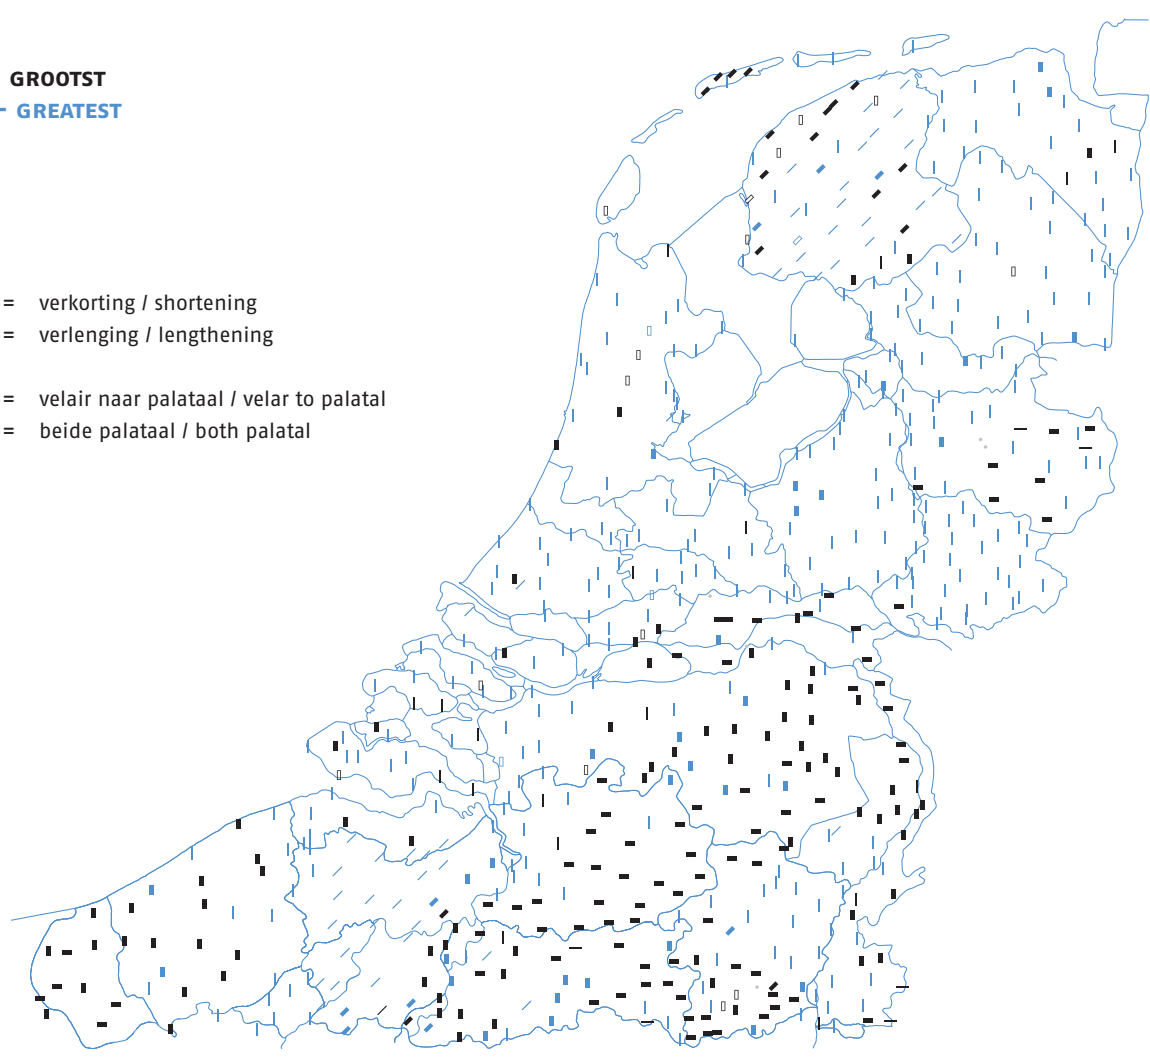 GROOTST
- GREATEST
= verkorting / shortening
= verlenging / lengthening
= velair naar palataal / velar to palatal
= beide palataal / both palatal